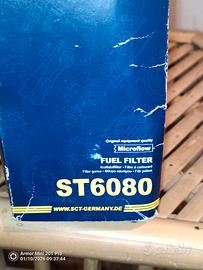 Original equipment quality
Microflow
FUEL FILTER
ST6080
WWW.SCT-GERMANY.DE
Armor Mini 20T Pro
01/10/2026 09:37:44